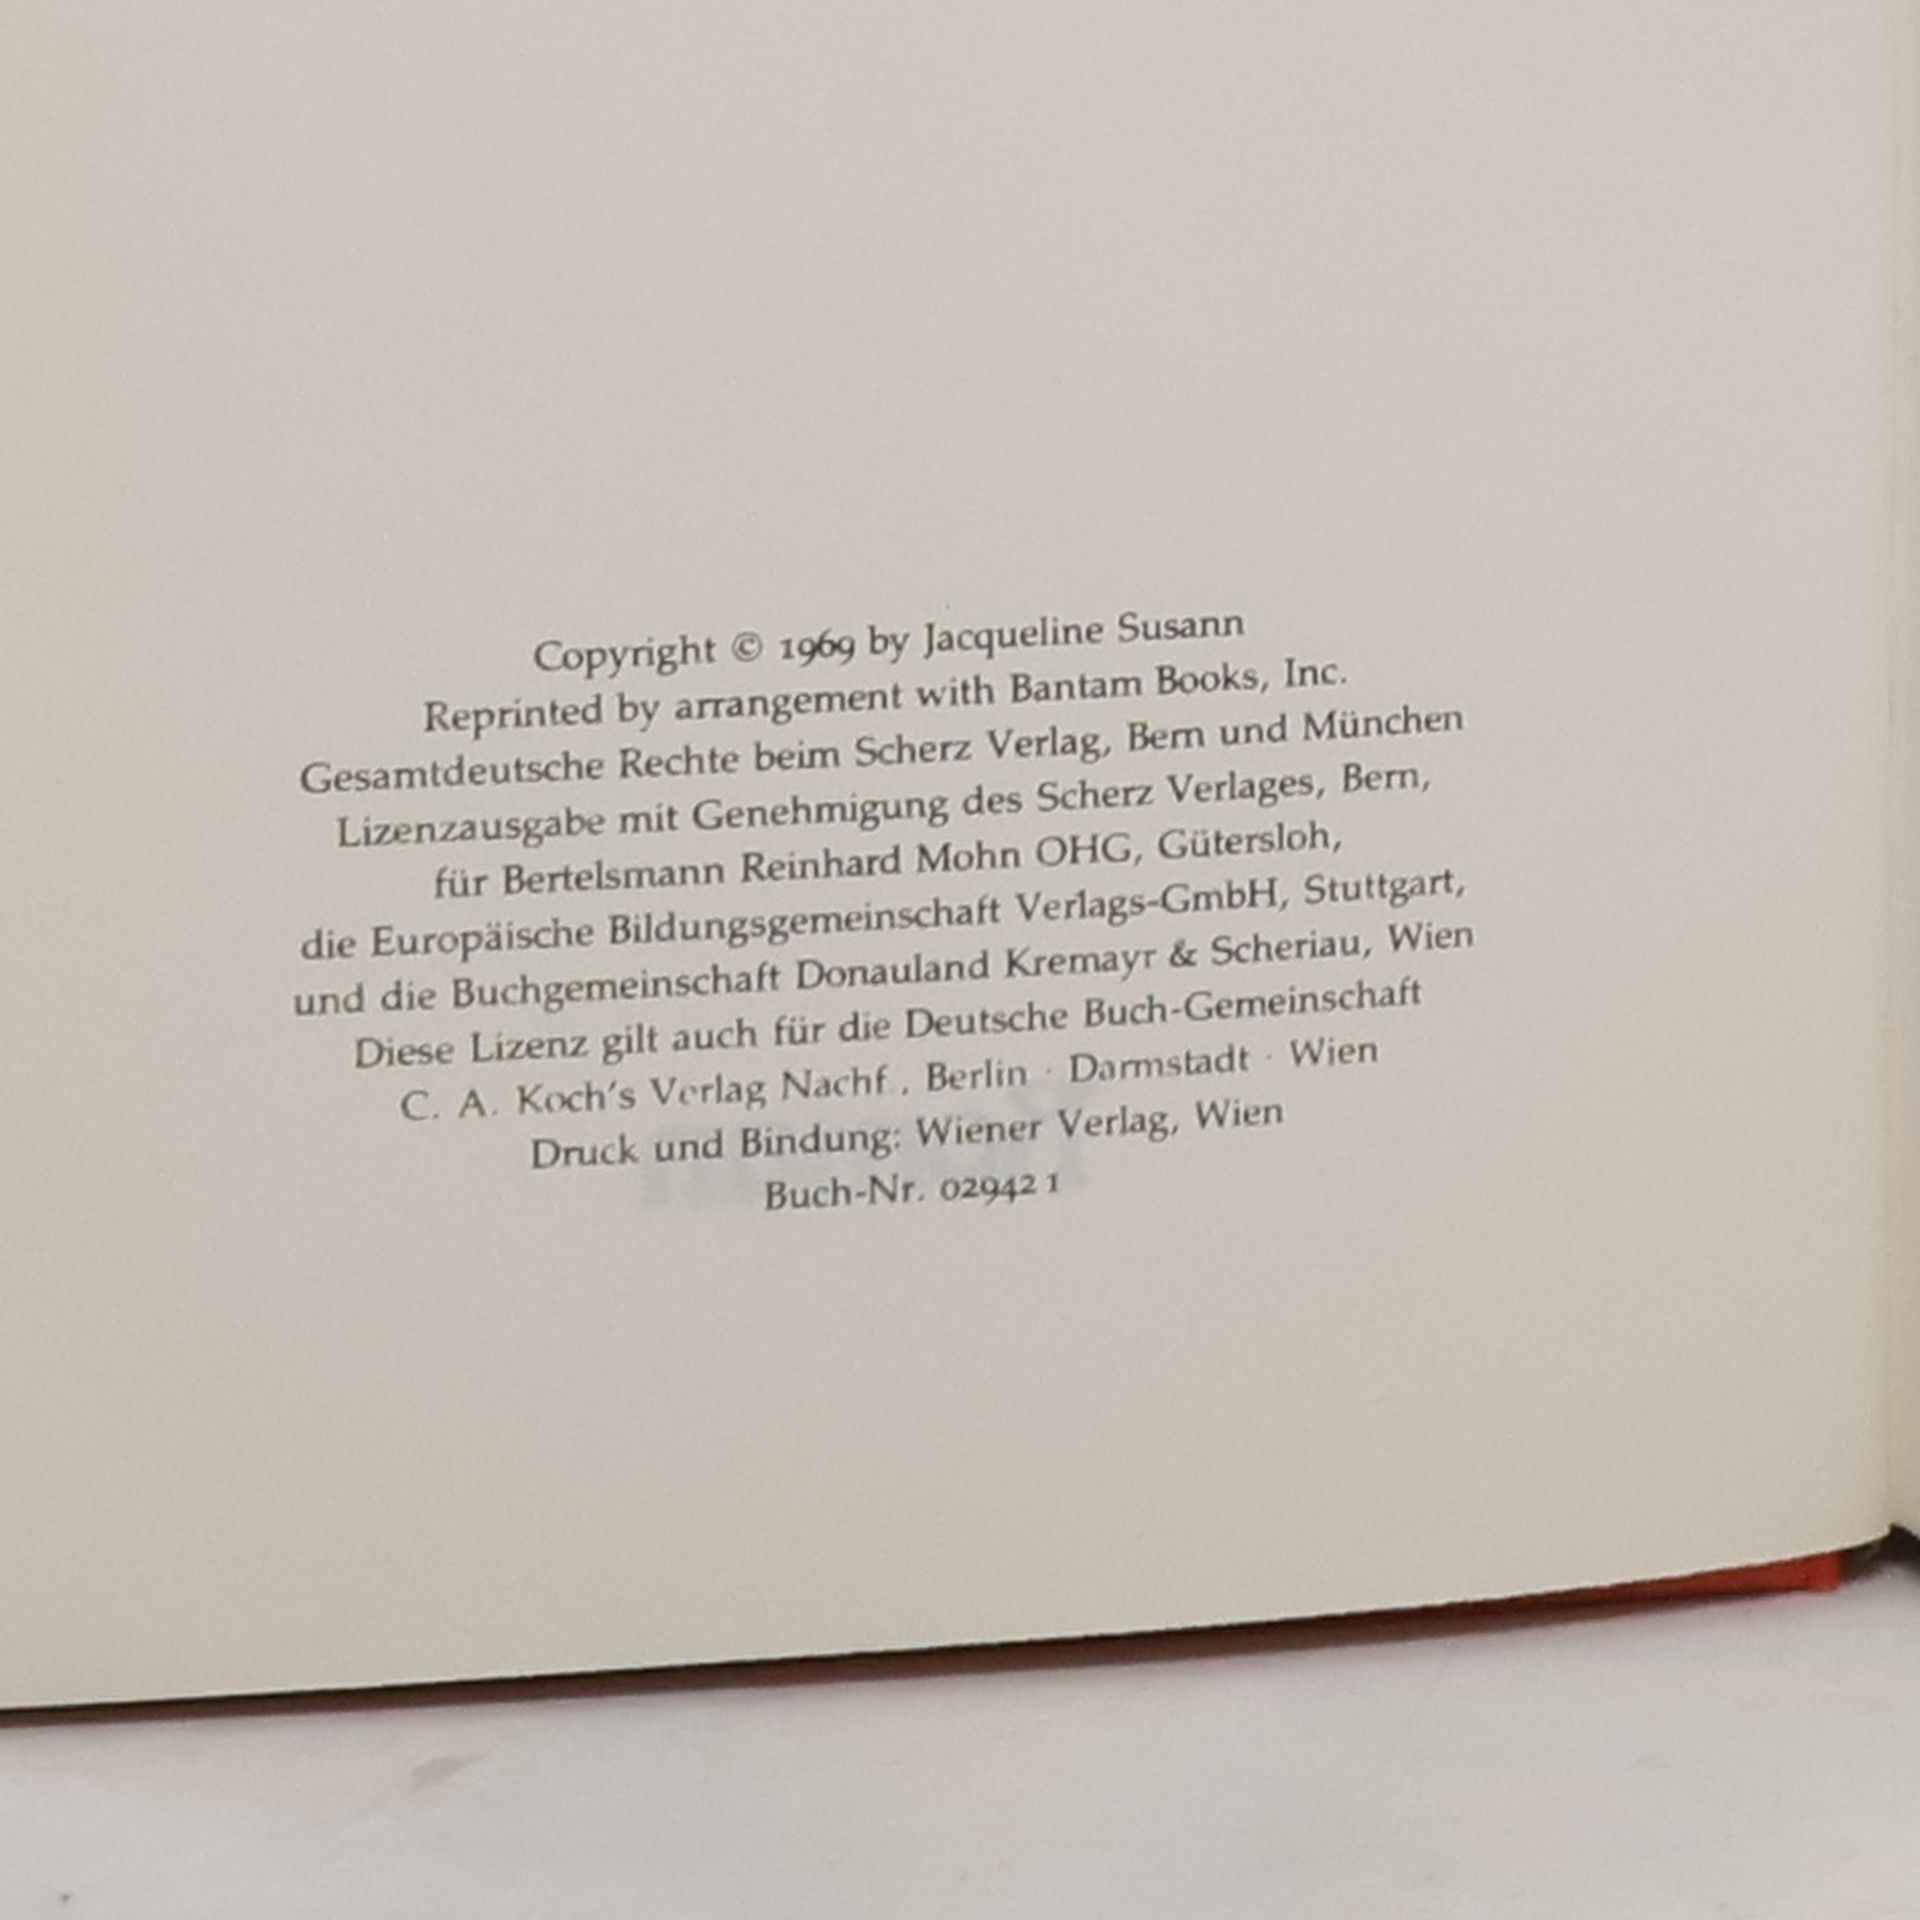 Copyright © 1969 by Jacqueline Susann
Reprinted by arrangement with Bantam Books, Inc.
Gesamtdeutsche Rechte beim Scherz Verlag, Bern und München
Lizenzausgabe mit Genehmigung des Scherz Verlages, Bern,
für Bertelsmann Reinhard Mohn OHG, Gütersloh,
die Europäische Bildungsgemeinschaft Verlags-GmbH, Stuttgart,
und die Buchgemeinschaft Donauland Kremayr & Scheriau, Wien
Diese Lizenz gilt auch für die Deutsche Buch-Gemeinschaft
C. A. Koch's Verlag Nachf., Berlin · Darmstadt · Wien
Druck und Bindung: Wiener Verlag, Wien
Buch-Nr. 02942 1